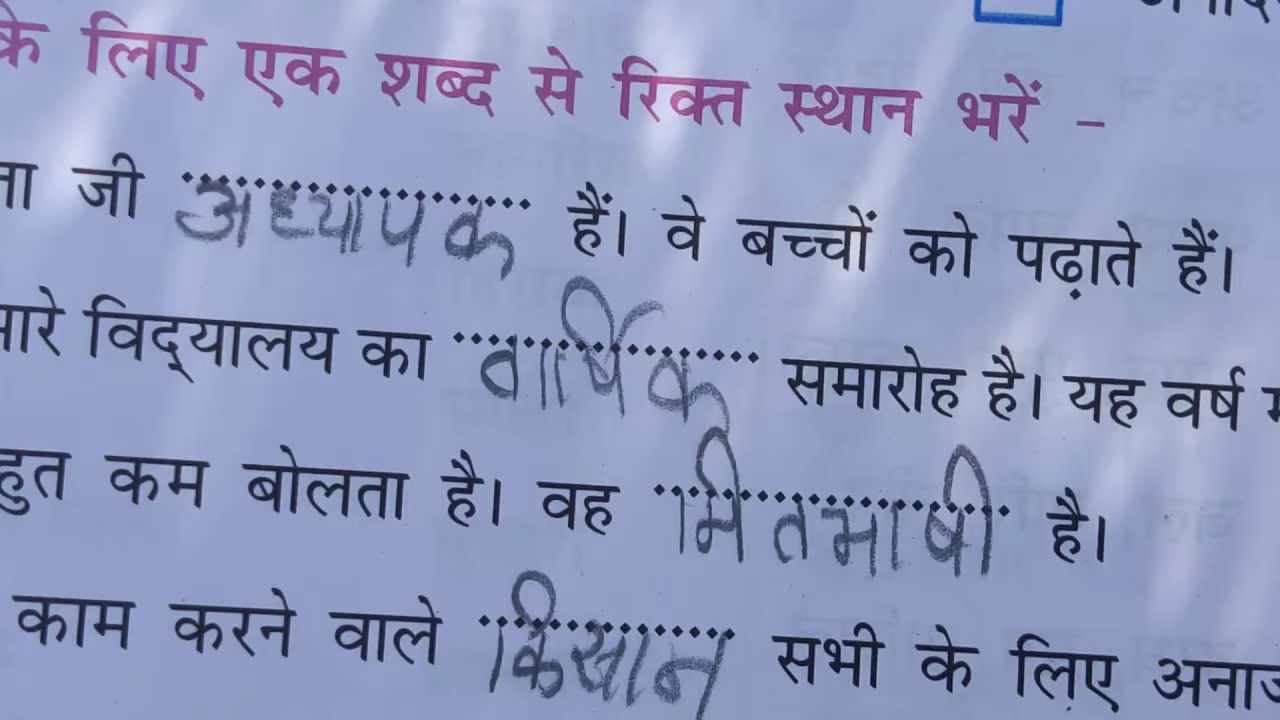 के लिए एक शब्द से रिक्त स्थान भरें -
जी अध्यापक हैं। वे बच्चों को पढ़ाते हैं।
विद्‌यालय का वार्षिक समारोह है। यह वर्ष
कम बोलता है। वह मितभाषी है।
काम करने वाले किसान सभी के लिए